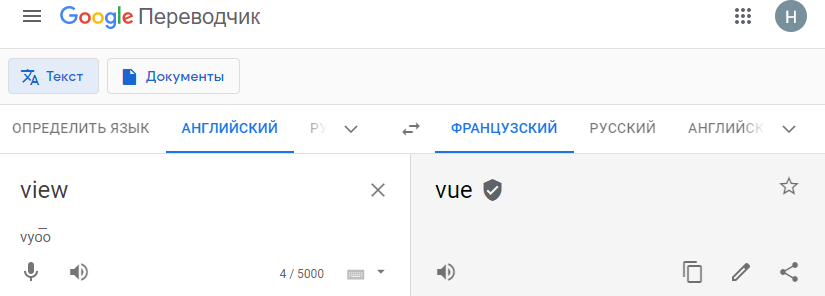 Google Переводчик
Н
Текст Документы
ОПРЕДЕЛИТЬ ЯЗЫК АНГЛИЙСКИЙ РУ ФРАНЦУЗСКИЙ РУССКИЙ АНГЛИЙСК
view vue
vyo͞o
4 / 5000